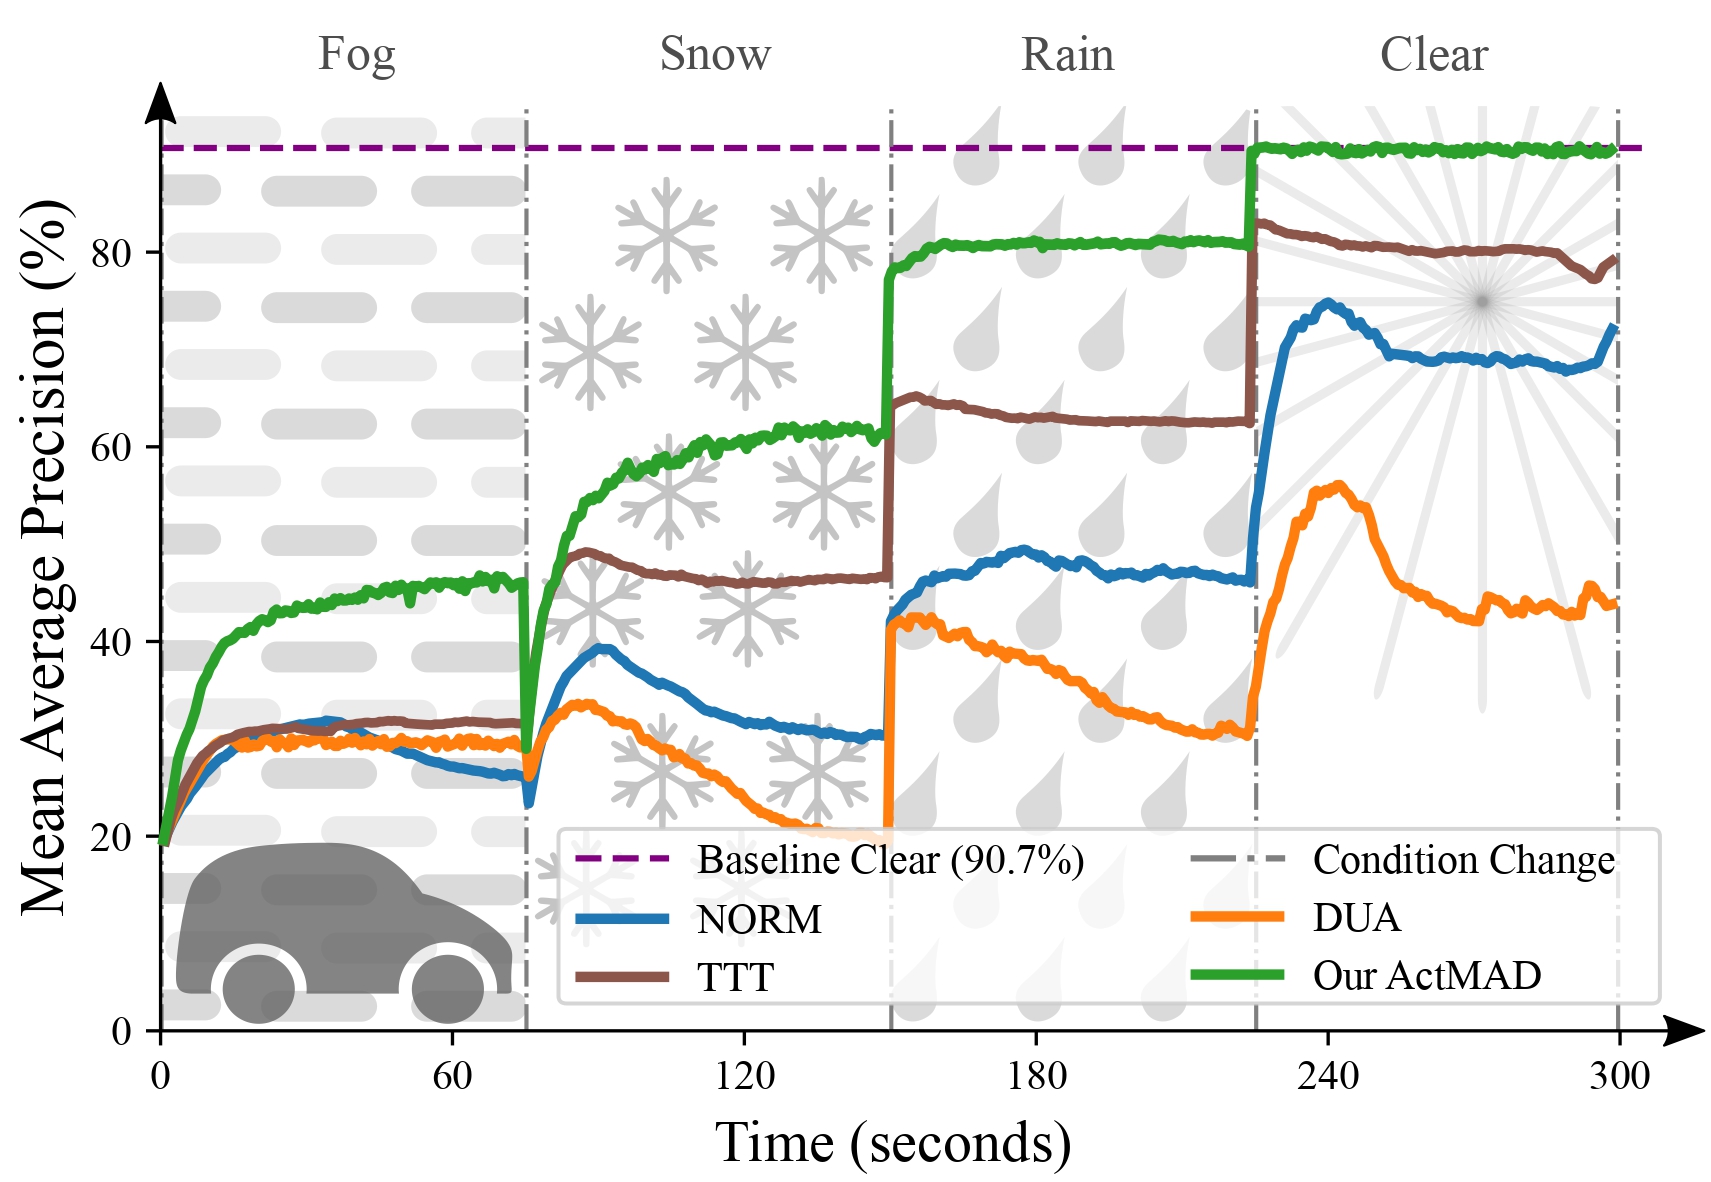 Fog Snow Rain Clear
Mean Average Precision (%)
80
60
40
20
0
Baseline Clear (90.7%) Condition Change
NORM DUA
TTT Our ActMAD
0 60 120 180 240 300
Time (seconds)